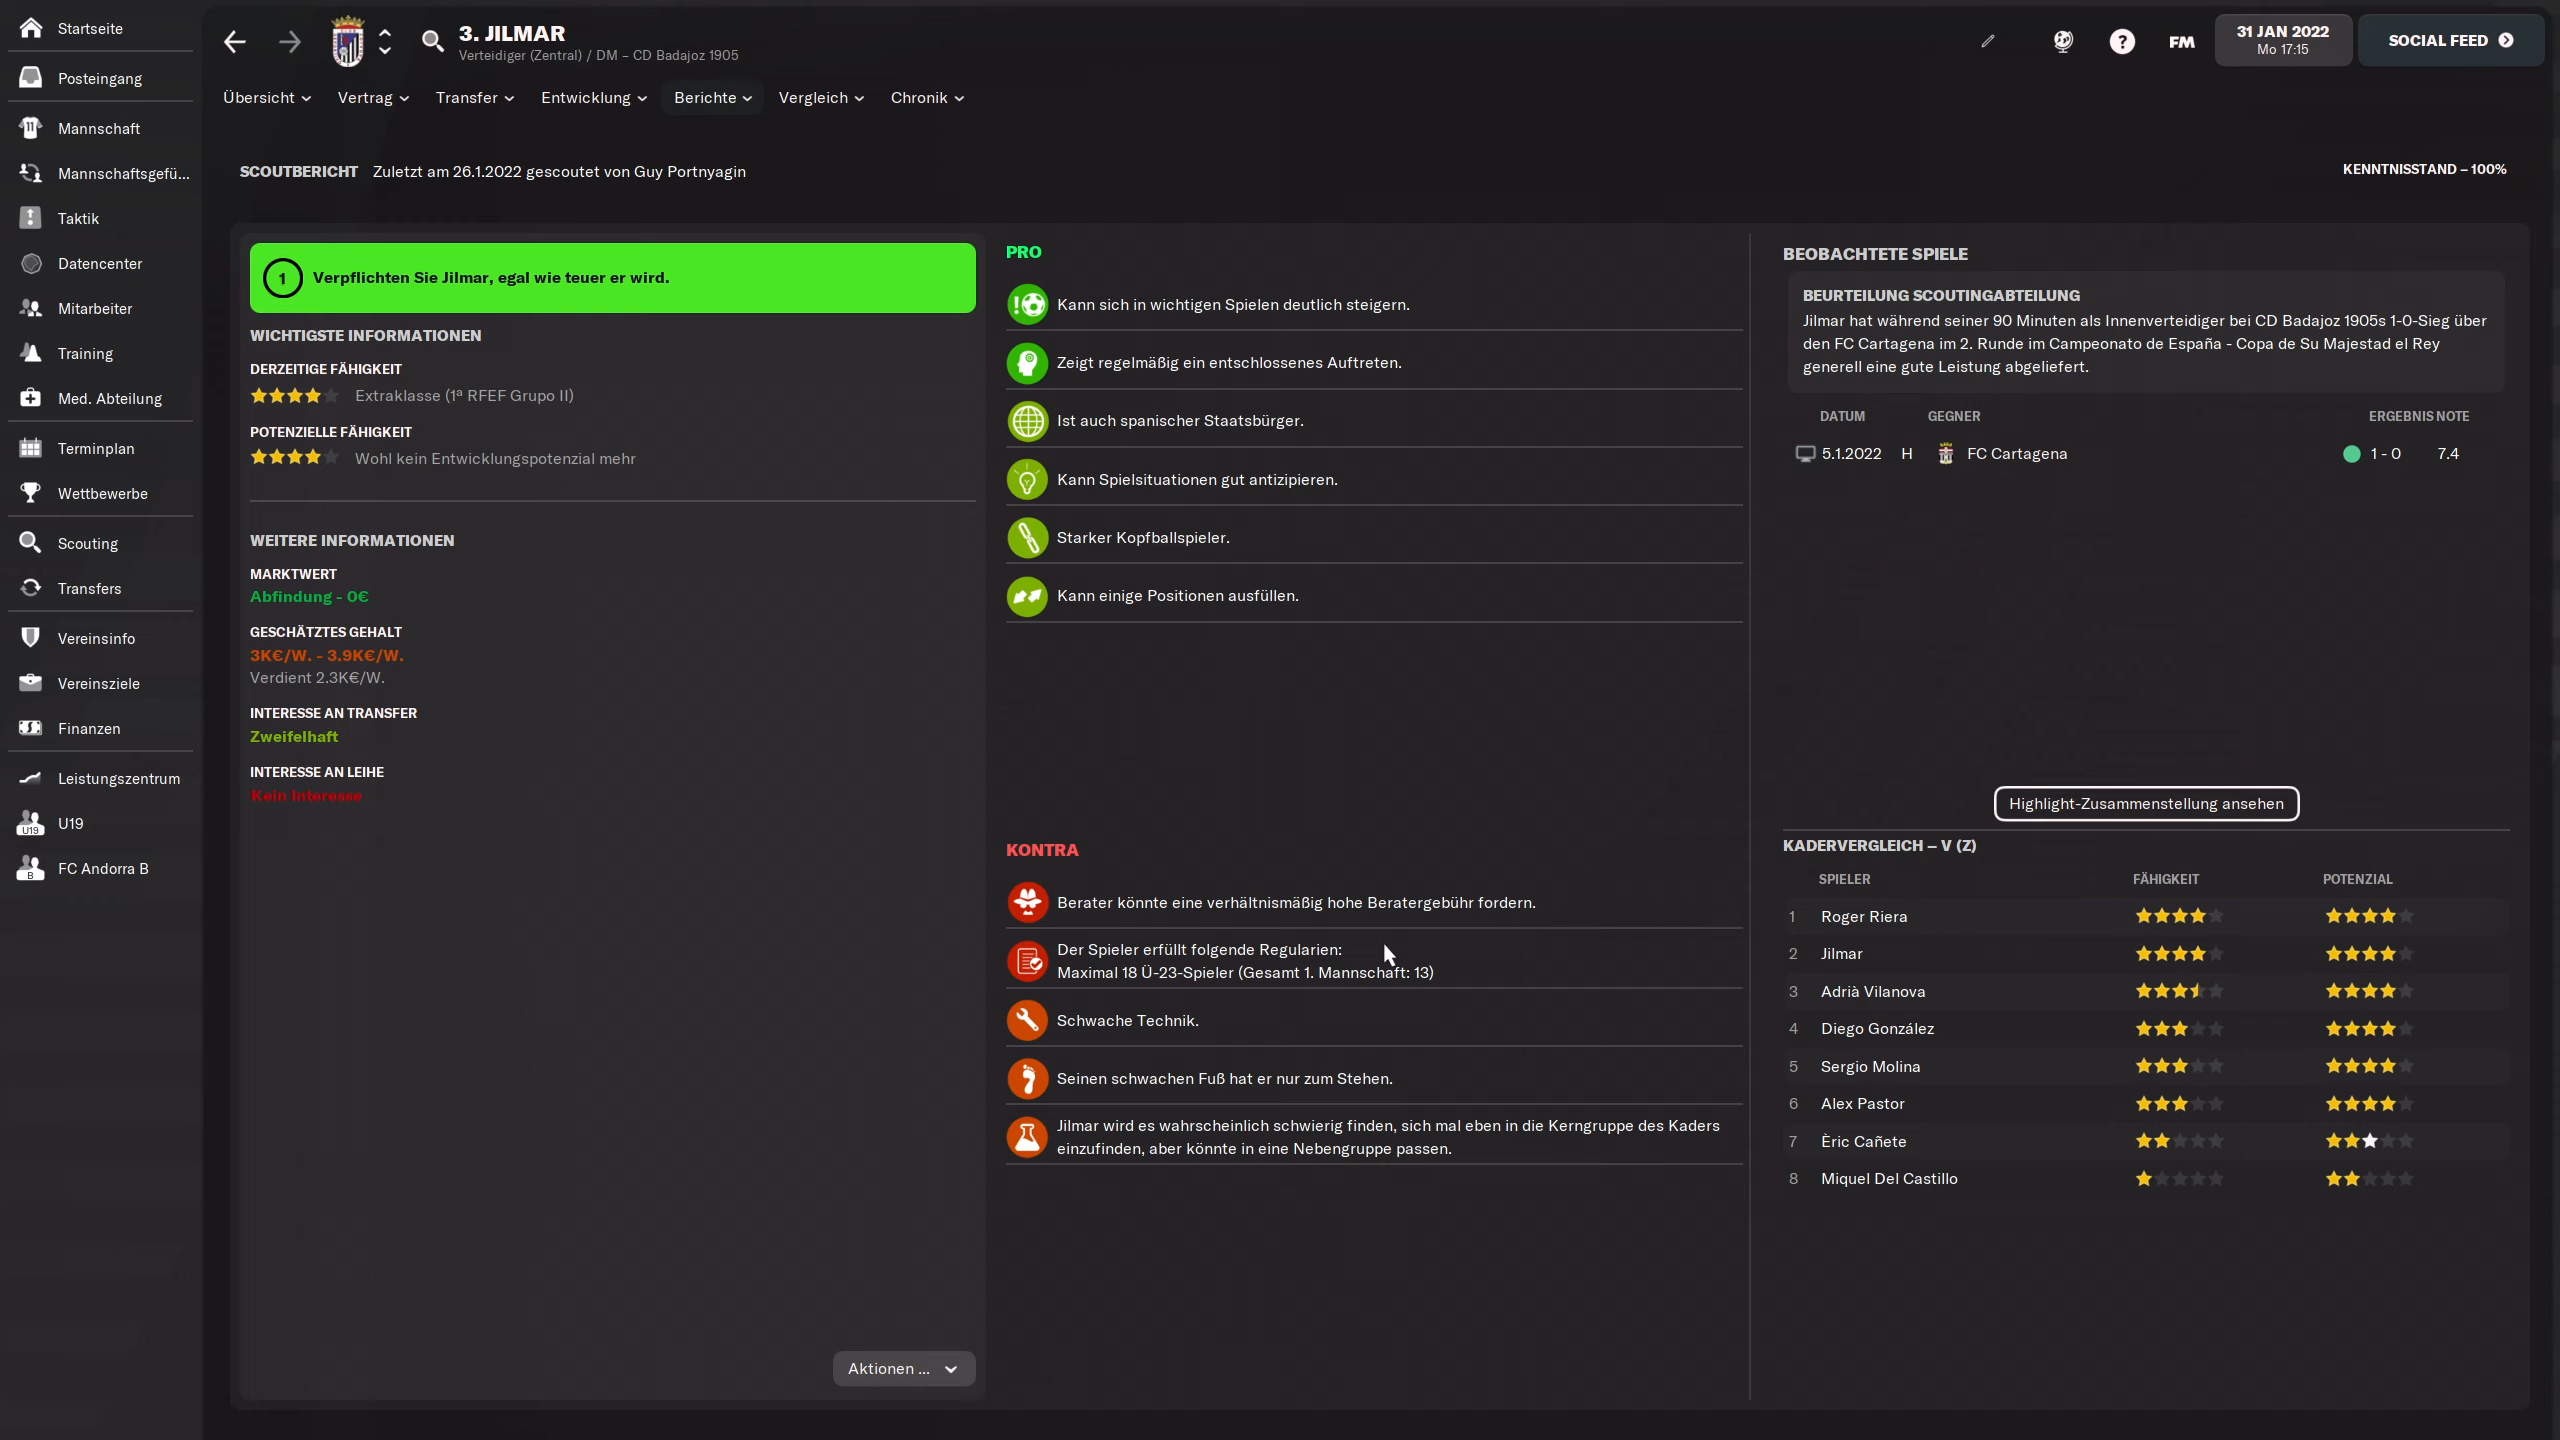 Startseite
Posteingang
Mannschaft
Mannschaftsgefü...
Taktik
Datencenter
Mitarbeiter
Training
Med. Abteilung
Terminplan
Wettbewerbe
Scouting
Transfers
Vereinsinfo
Vereinsziele
Finanzen
Leistungszentrum
U19
U19
B
FC Andorra B
3. JILMAR
Verteidiger (Zentral) / DM – CD Badajoz 1905
?
FM
31 JAN 2022
Mo 17:15
SOCIAL FEED
Übersicht
Vertrag
Transfer
Entwicklung
Berichte
Vergleich
Chronik
SCOUTBERICHT Zuletzt am 26.1.2022 gescoutet von Guy Portnyagin
KENNTNISSTAND – 100%
1 Verpflichten Sie Jilmar, egal wie teuer er wird.
WICHTIGSTE INFORMATIONEN
DERZEITIGE FÄHIGKEIT
Extraklasse (1ª RFEF Grupo II)
POTENZIELLE FÄHIGKEIT
Wohl kein Entwicklungspotenzial mehr
WEITERE INFORMATIONEN
MARKTWERT
Abfindung - 0€
GESCHÄTZTES GEHALT
3K€/W. - 3.9K€/W.
Verdient 2.3K€/W.
INTERESSE AN TRANSFER
Zweifelhaft
INTERESSE AN LEIHE
Kein Interesse
Aktionen ...
PRO
Kann sich in wichtigen Spielen deutlich steigern.
Zeigt regelmäßig ein entschlossenes Auftreten.
Ist auch spanischer Staatsbürger.
Kann Spielsituationen gut antizipieren.
Starker Kopfballspieler.
Kann einige Positionen ausfüllen.
KONTRA
Berater könnte eine verhältnismäßig hohe Beratergebühr fordern.
Der Spieler erfüllt folgende Regularien:
Maximal 18 Ü-23-Spieler (Gesamt 1. Mannschaft: 13)
Schwache Technik.
Seinen schwachen Fuß hat er nur zum Stehen.
Jilmar wird es wahrscheinlich schwierig finden, sich mal eben in die Kerngruppe des Kaders
einzufinden, aber könnte in eine Nebengruppe passen.
BEOBACHTETE SPIELE
BEURTEILUNG SCOUTINGABTEILUNG
Jilmar hat während seiner 90 Minuten als Innenverteidiger bei CD Badajoz 1905s 1-0-Sieg über
den FC Cartagena im 2. Runde im Campeonato de España - Copa de Su Majestad el Rey
generell eine gute Leistung abgeliefert.
DATUM GEGNER ERGEBNIS NOTE
5.1.2022 H FC Cartagena 1 - 0 7.4
Highlight-Zusammenstellung ansehen
KADERVERGLEICH – V (Z)
SPIELER FÄHIGKEIT POTENZIAL
1 Roger Riera
2 Jilmar
3 Adrià Vilanova
4 Diego González
5 Sergio Molina
6 Alex Pastor
7 Èric Cañete
8 Miquel Del Castillo